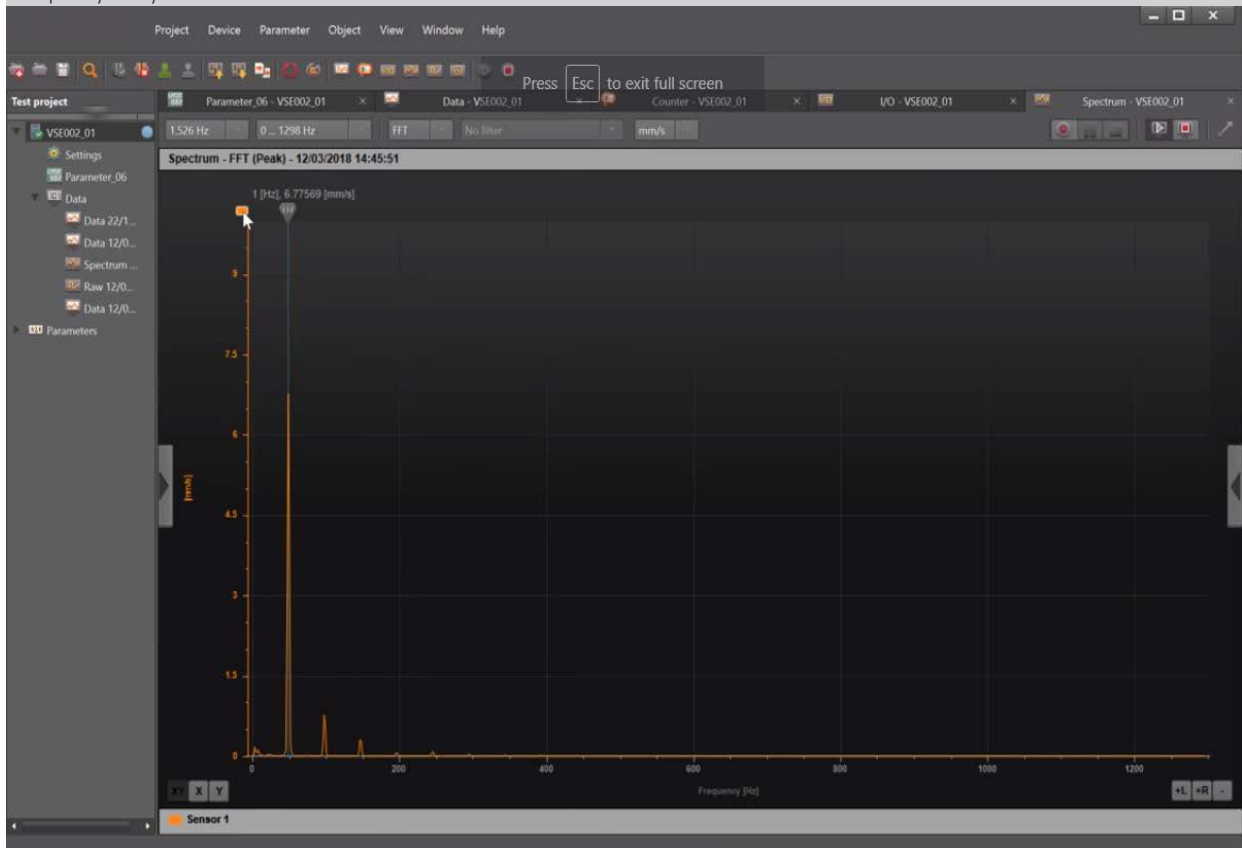 Project Device Parameter Object View Window Help
Press Esc to exit full screen
Test project
Parameter_06 - VSE002_01 × Data - VSE002_01 × Counter - VSE002_01 × I/O - VSE002_01 × Spectrum - VSE002_01 ×
VSE002_01
1.526 Hz 0 ... 1298 Hz FFT No filter mm/s
Settings
Spectrum - FFT (Peak) - 12/03/2018 14:45:51
Parameter_06
Data
1 [Hz], 6.77569 [mm/s]
Data 22/1...
Data 12/0...
Spectrum ...
Raw 12/0...
Data 12/0...
Parameters
9
7.5
6
[mm/s]
4.5
3
1.5
0
0 200 400 600 800 1000 1200
XY X Y
Frequency [Hz]
+L +R -
Sensor 1